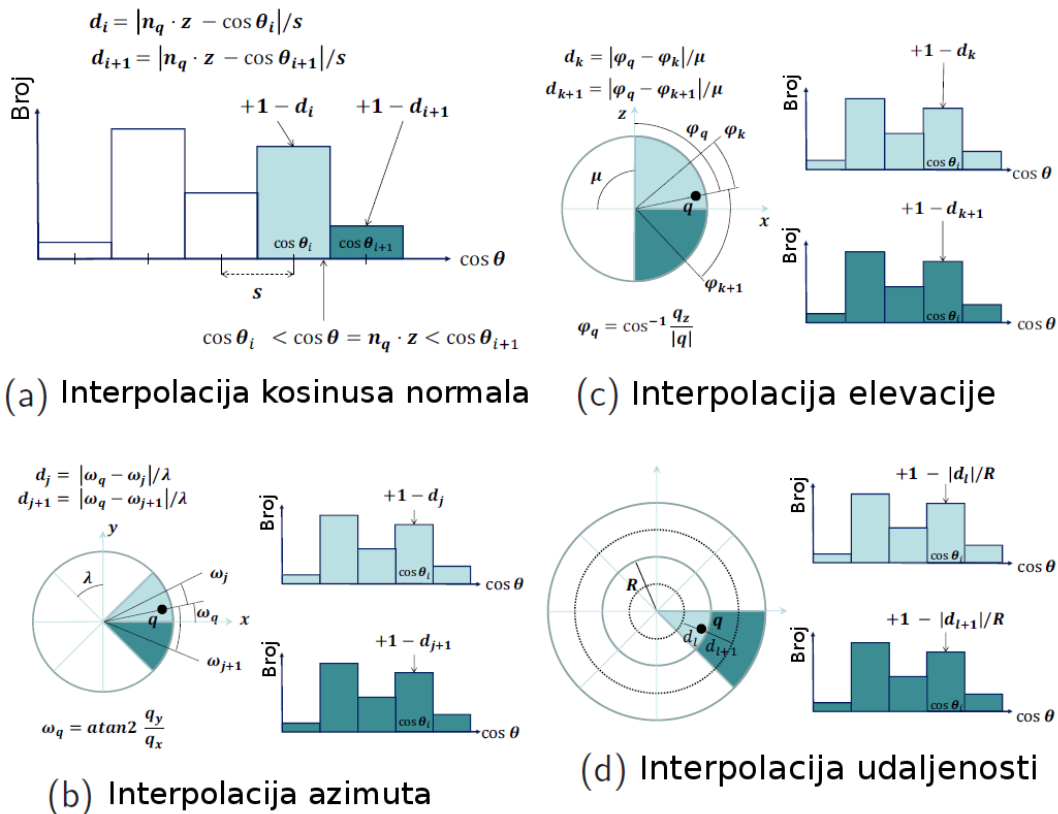 d_i = |n_q · z − cos θ_i|/s
d_{i+1} = |n_q · z − cos θ_{i+1}|/s
Broj
+1 − d_i
+1 − d_{i+1}
cos θ_i
cos θ_{i+1}
cos θ
s
cos θ_i < cos θ = n_q · z < cos θ_{i+1}
(a) Interpolacija kosinusa normala
d_k = |φ_q − φ_k|/μ
d_{k+1} = |φ_q − φ_{k+1}|/μ
z
φ_q
φ_k
μ
q
x
φ_{k+1}
φ_q = cos⁻¹ q_z/|q|
+1 − d_k
Broj
cos θ_i
cos θ
+1 − d_{k+1}
Broj
cos θ_i
cos θ
(c) Interpolacija elevacije
d_j = |ω_q − ω_j|/λ
d_{j+1} = |ω_q − ω_{j+1}|/λ
y
λ
ω_j
q
ω_q
x
ω_{j+1}
ω_q = atan2 q_y/q_x
+1 − d_j
Broj
cos θ_i
cos θ
+1 − d_{j+1}
Broj
cos θ_i
cos θ
(b) Interpolacija azimuta
R
q
d_l
d_{l+1}
+1 − |d_l|/R
Broj
cos θ_i
cos θ
+1 − |d_{l+1}|/R
Broj
cos θ_i
cos θ
(d) Interpolacija udaljenosti